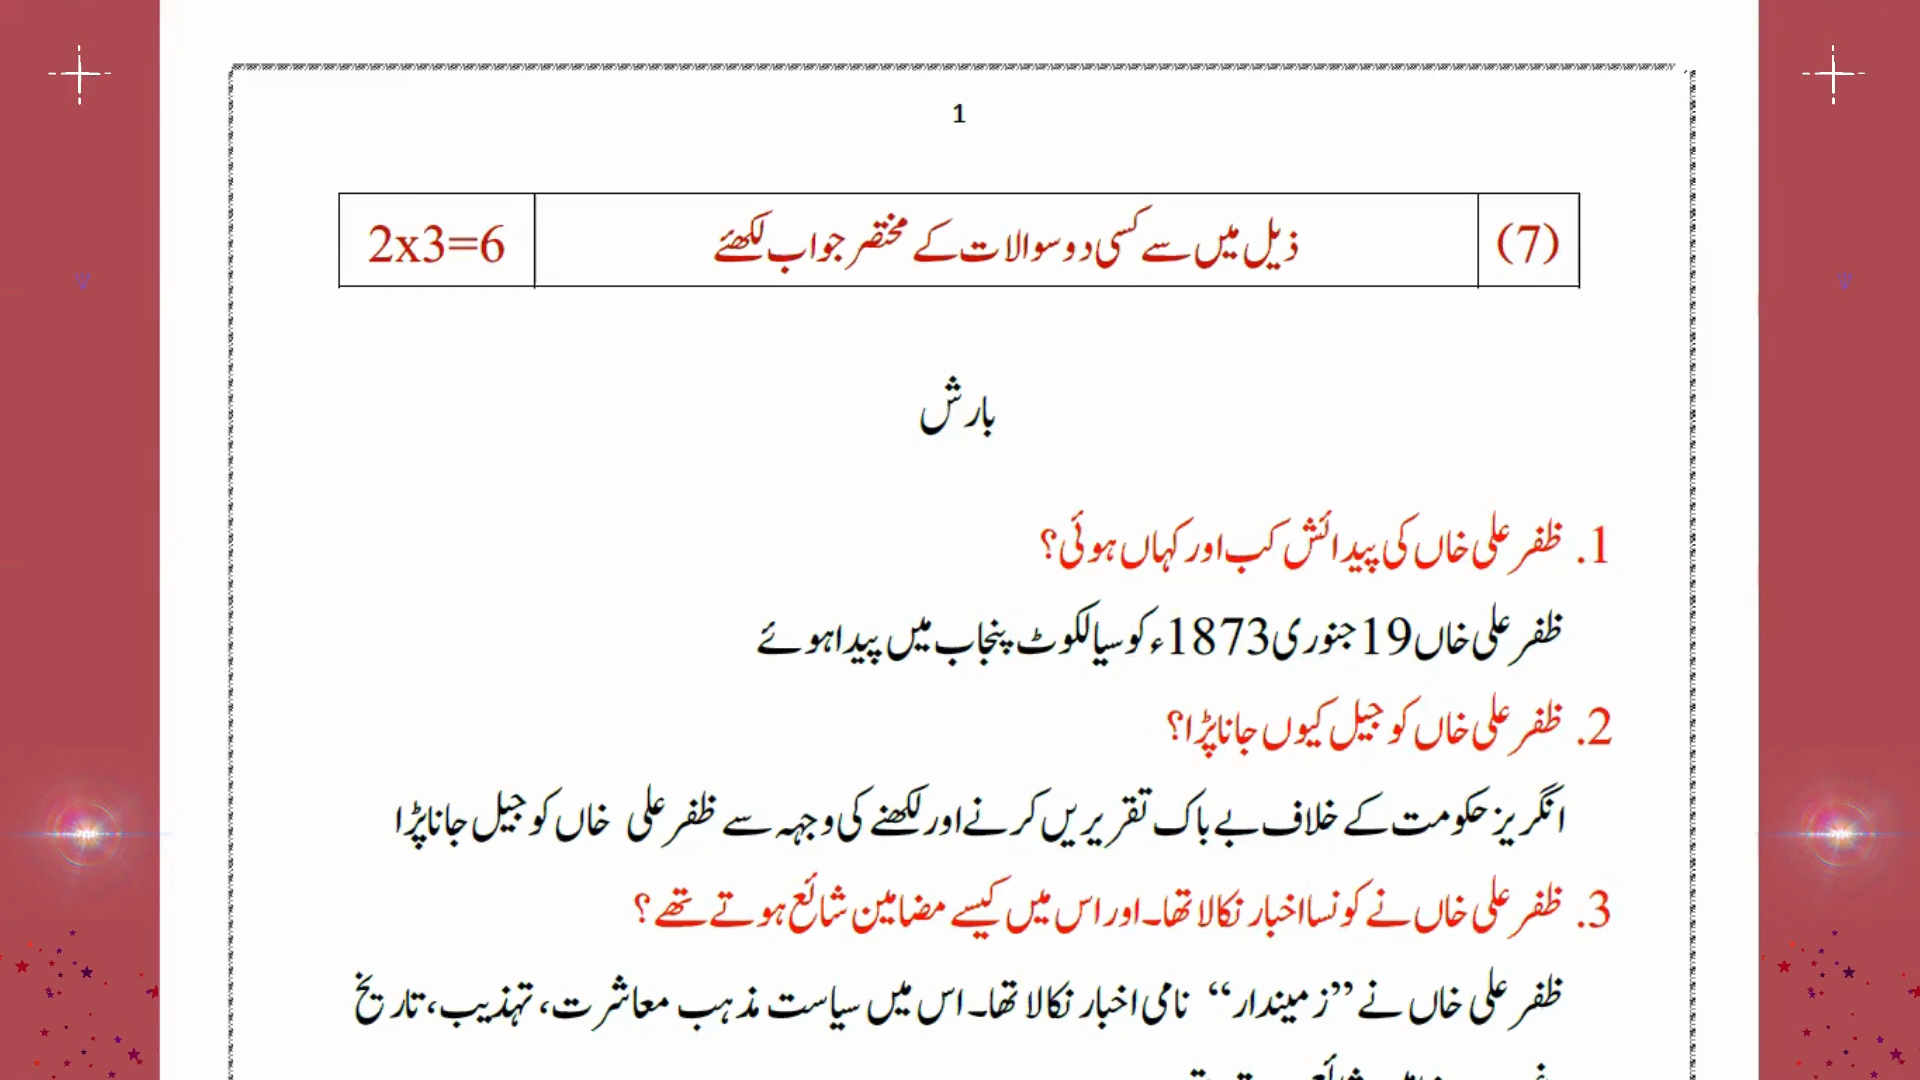 1
(7) ذیل میں سے کسی دو سوالات کے مختصر جواب لکھئے 2x3=6
بارش
1. ظفر علی خاں کی پیدائش کب اور کہاں ہوئی؟
ظفر علی خاں 19 جنوری 1873ء کو سیالکوٹ پنجاب میں پیدا ہوئے
2. ظفر علی خاں کو جیل کیوں جانا پڑا؟
انگریز حکومت کے خلاف بے باک تقریریں کرنے اور لکھنے کی وجہہ سے ظفر علی خاں کو جیل جانا پڑا
3. ظفر علی خاں نے کونسا اخبار نکالا تھا۔ اور اس میں کیسے مضامین شائع ہوتے تھے ؟
ظفر علی خاں نے ”زمیندار“ نامی اخبار نکالا تھا۔ اس میں سیاست مذہب معاشرت، تہذیب، تاریخ